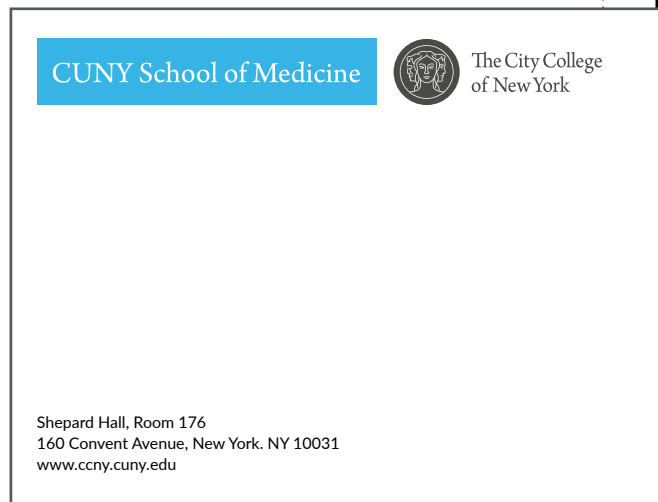 CUNY School of Medicine
The City College
of New York
Shepard Hall, Room 176
160 Convent Avenue, New York. NY 10031
www.ccny.cuny.edu